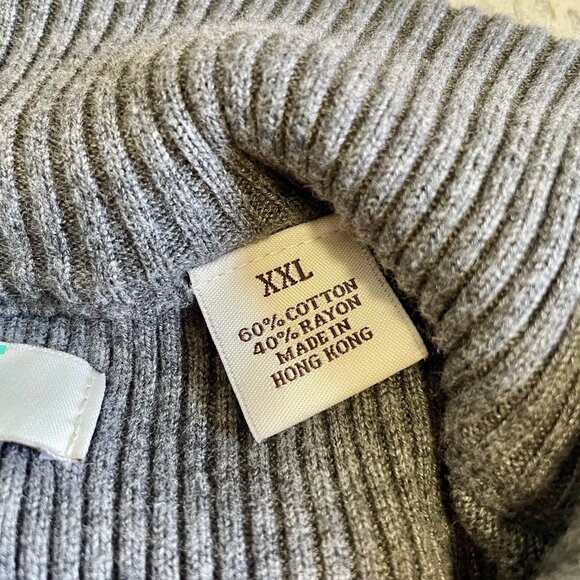 XXL
60% COTTON
40% RAYON
MADE IN
HONG KONG